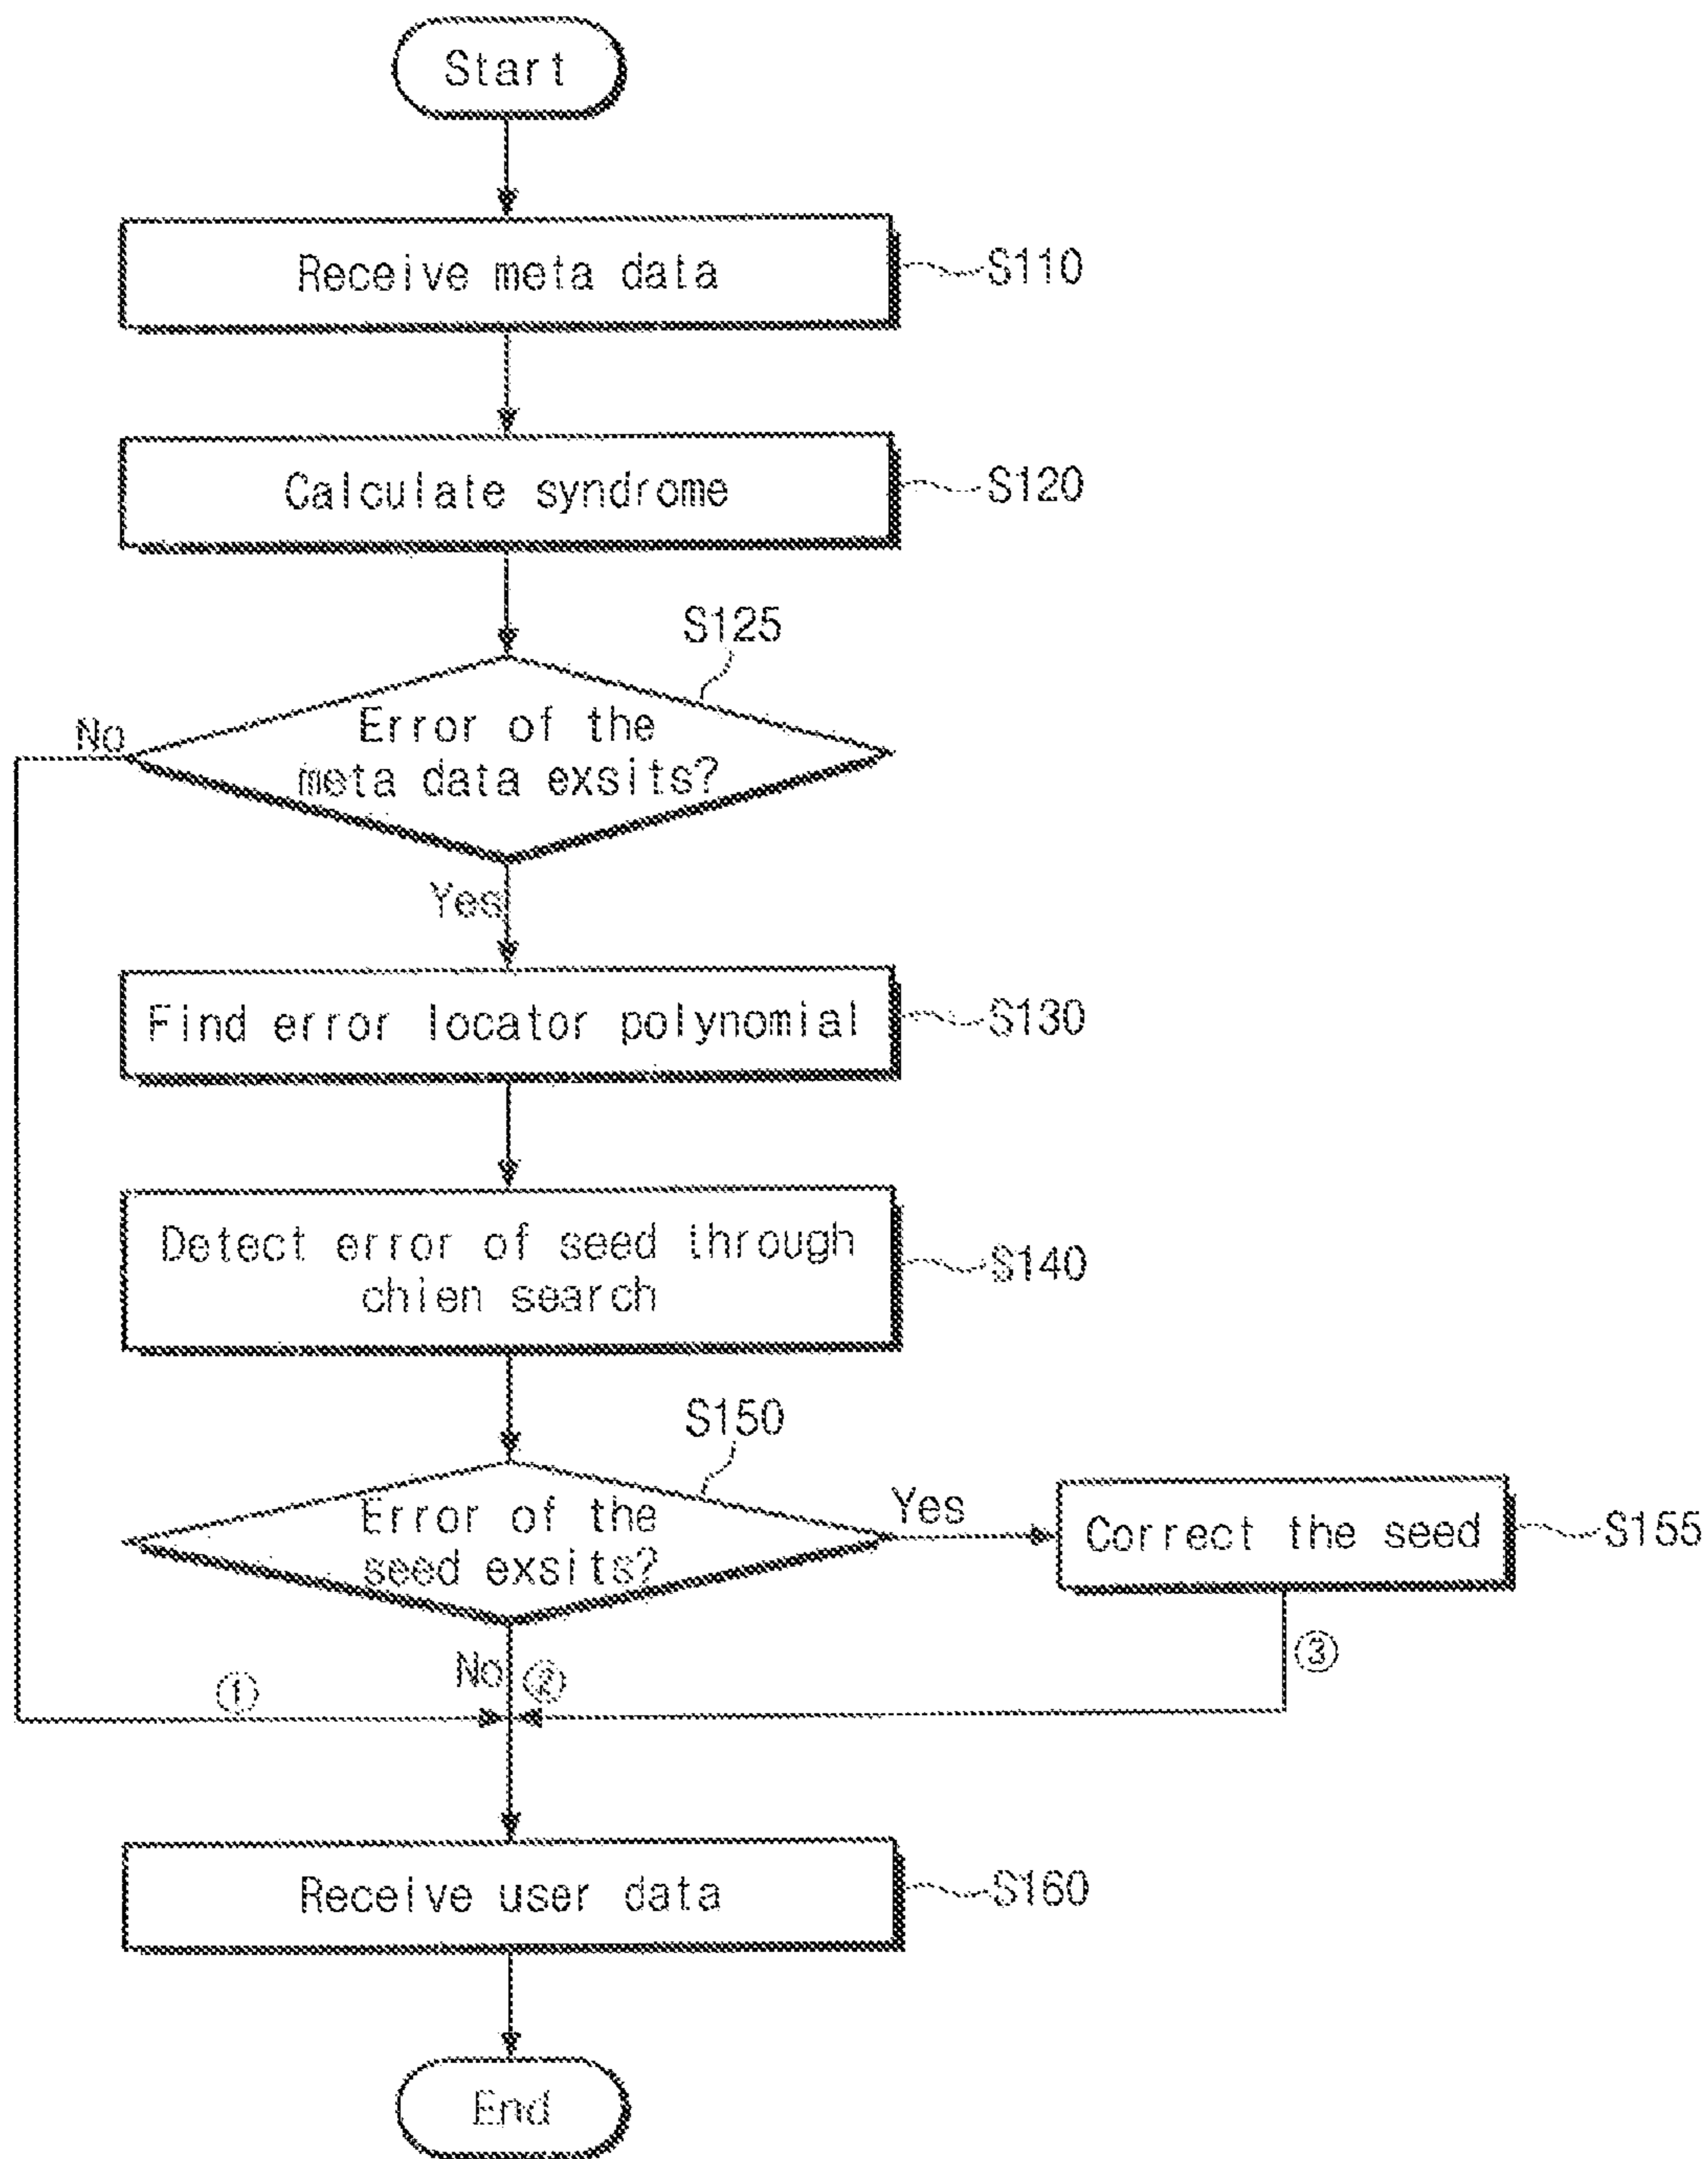 Start
Receive meta data
S110
Calculate syndrome
S120
S125
No
Error of the
meta data exsits?
Yes
Find error locator polynomial
S130
Detect error of seed through
chien search
S140
S150
Error of the
seed exsits?
Yes
Correct the seed
S155
①
No
②
③
Receive user data
S160
End